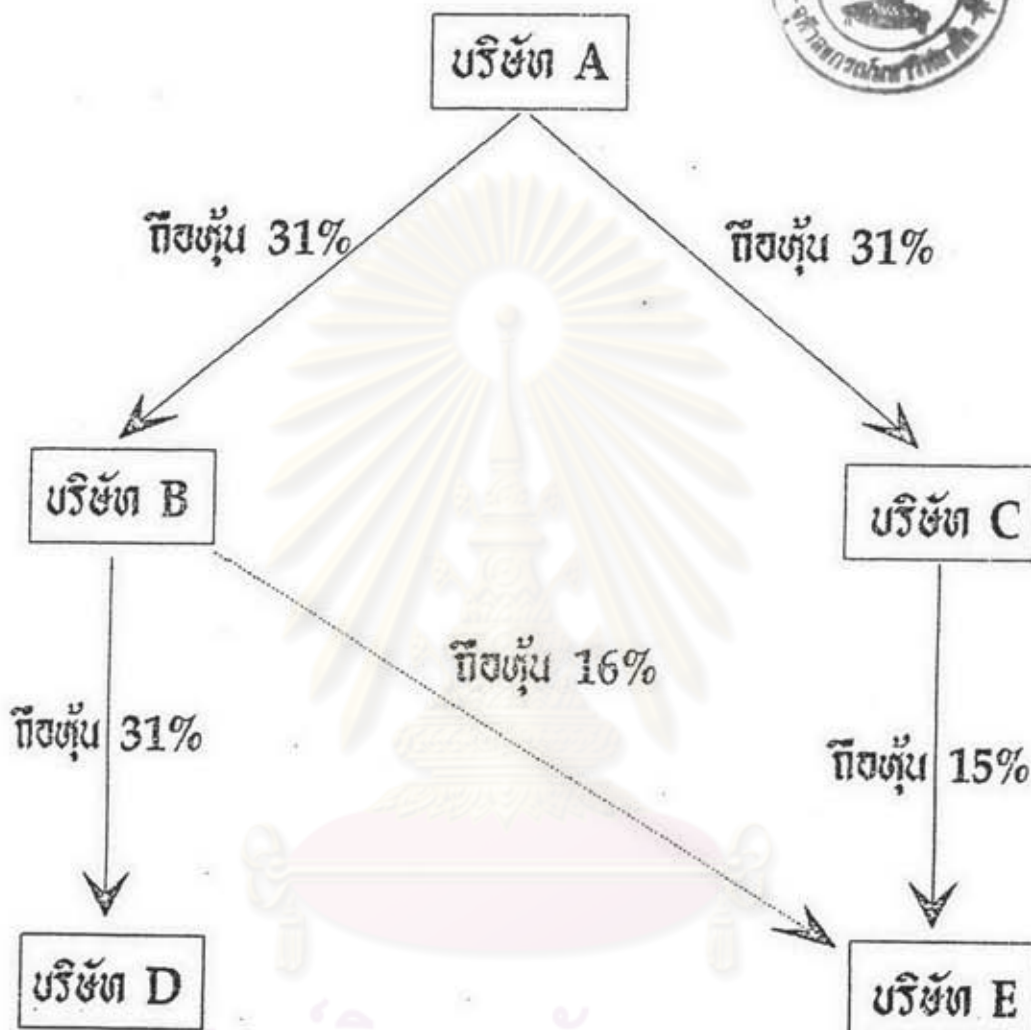 บริษัท A
ถือหุ้น 31%
ถือหุ้น 31%
บริษัท B
บริษัท C
ถือหุ้น 16%
ถือหุ้น 31%
ถือหุ้น 15%
บริษัท D
บริษัท E